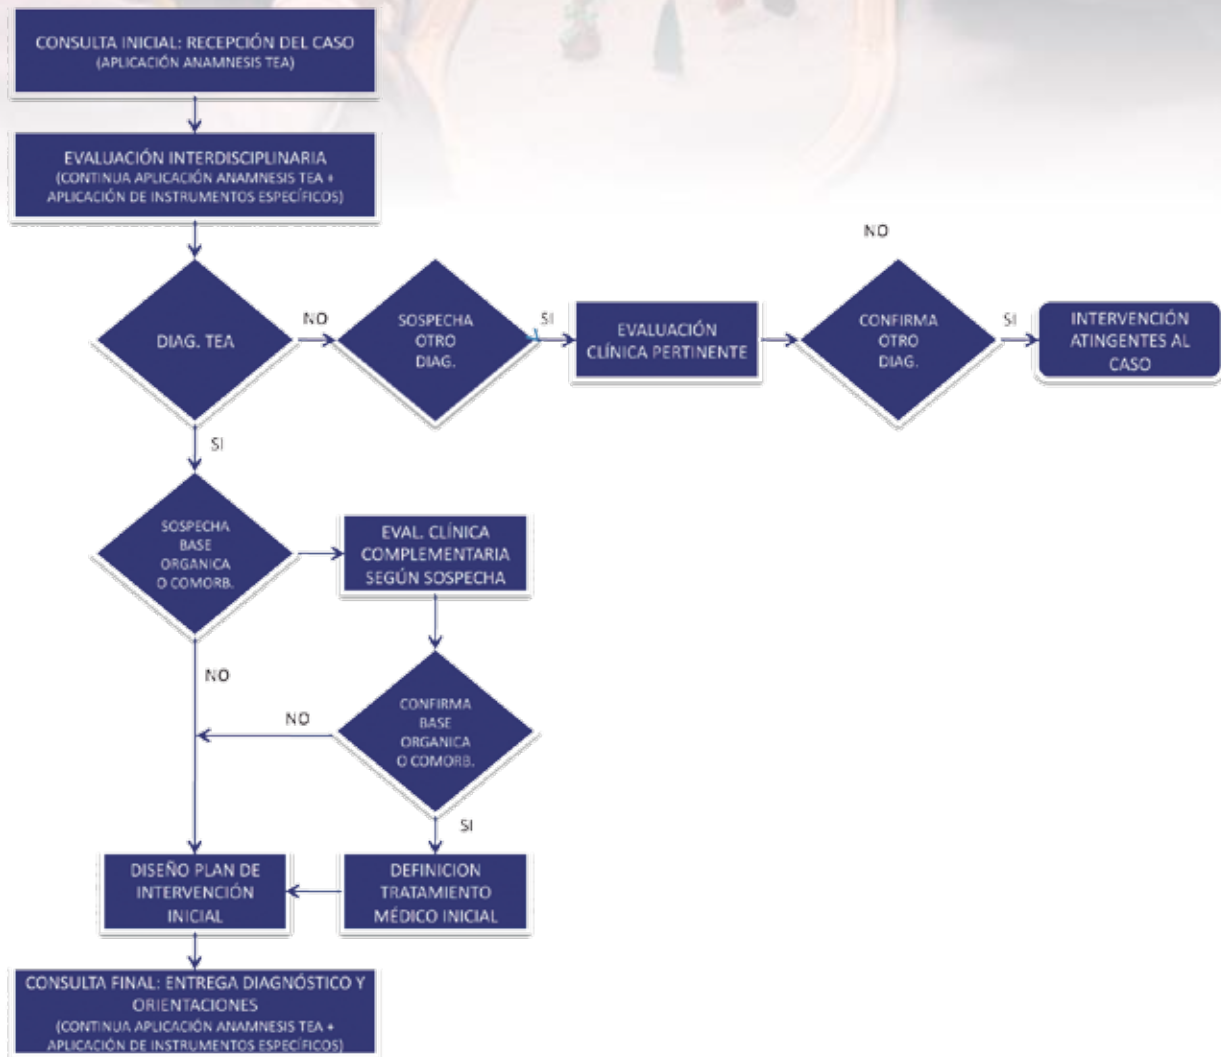 CONSULTA INICIAL: RECEPCIÓN DEL CASO
(APLICACIÓN ANAMNESIS TEA)
EVALUACIÓN INTERDISCIPLINARIA
(CONTINUA APLICACIÓN ANAMNESIS TEA +
APLICACIÓN DE INSTRUMENTOS ESPECÍFICOS)
NO
DIAG. TEA
NO
SOSPECHA
OTRO
DIAG.
SI
EVALUACIÓN
CLÍNICA PERTINENTE
CONFIRMA
OTRO
DIAG.
SI
INTERVENCIÓN
ATINGENTES AL
CASO
SI
SOSPECHA
BASE
ORGANICA
O COMORB.
EVAL. CLÍNICA
COMPLEMENTARIA
SEGÚN SOSPECHA
NO
CONFIRMA
BASE
ORGANICA
O COMORB.
NO
SI
DISEÑO PLAN DE
INTERVENCIÓN
INICIAL
DEFINICION
TRATAMIENTO
MÉDICO INICIAL
CONSULTA FINAL: ENTREGA DIAGNÓSTICO Y
ORIENTACIONES
(CONTINUA APLICACIÓN ANAMNESIS TEA +
APLICACIÓN DE INSTRUMENTOS ESPECÍFICOS)